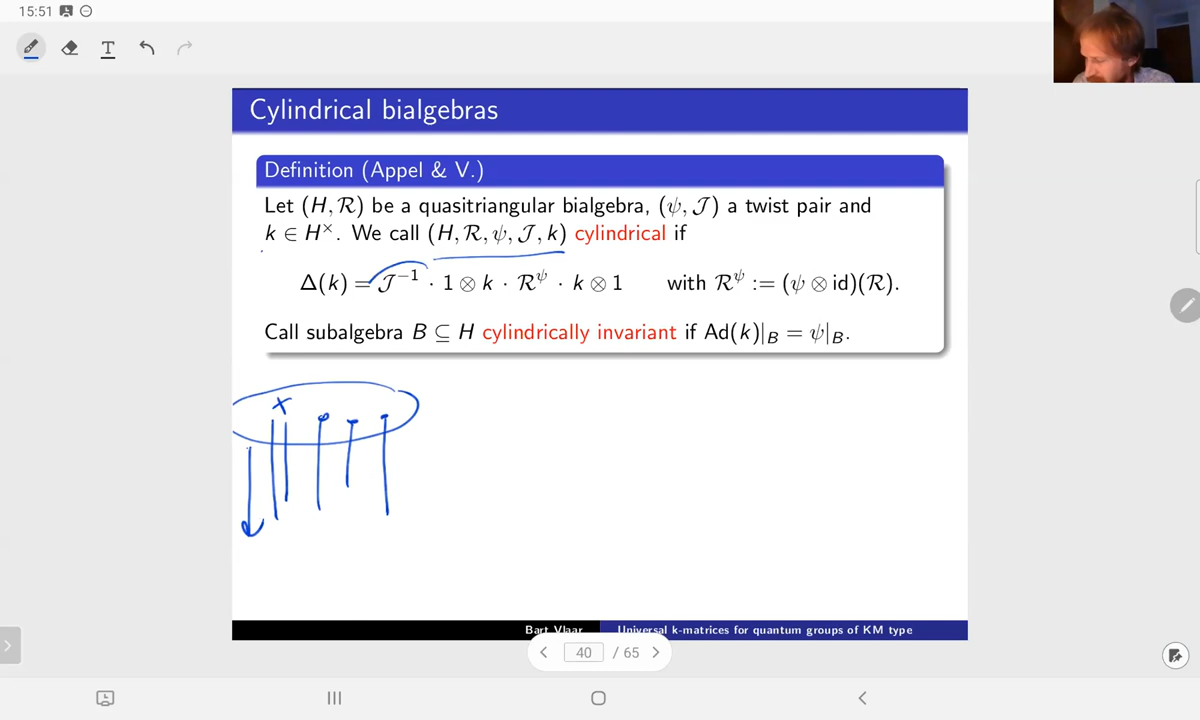 15:51
Cylindrical bialgebras
Definition (Appel & V.)
Let (H, ℛ) be a quasitriangular bialgebra, (ψ, 𝒥) a twist pair and
k ∈ H×. We call (H, ℛ, ψ, 𝒥, k) cylindrical if
Δ(k) = 𝒥⁻¹ · 1 ⊗ k · ℛ^ψ · k ⊗ 1 with ℛ^ψ := (ψ ⊗ id)(ℛ).
Call subalgebra B ⊆ H cylindrically invariant if Ad(k)|_B = ψ|_B.
Bart Vlaar Universal k-matrices for quantum groups of KM type
40 / 65